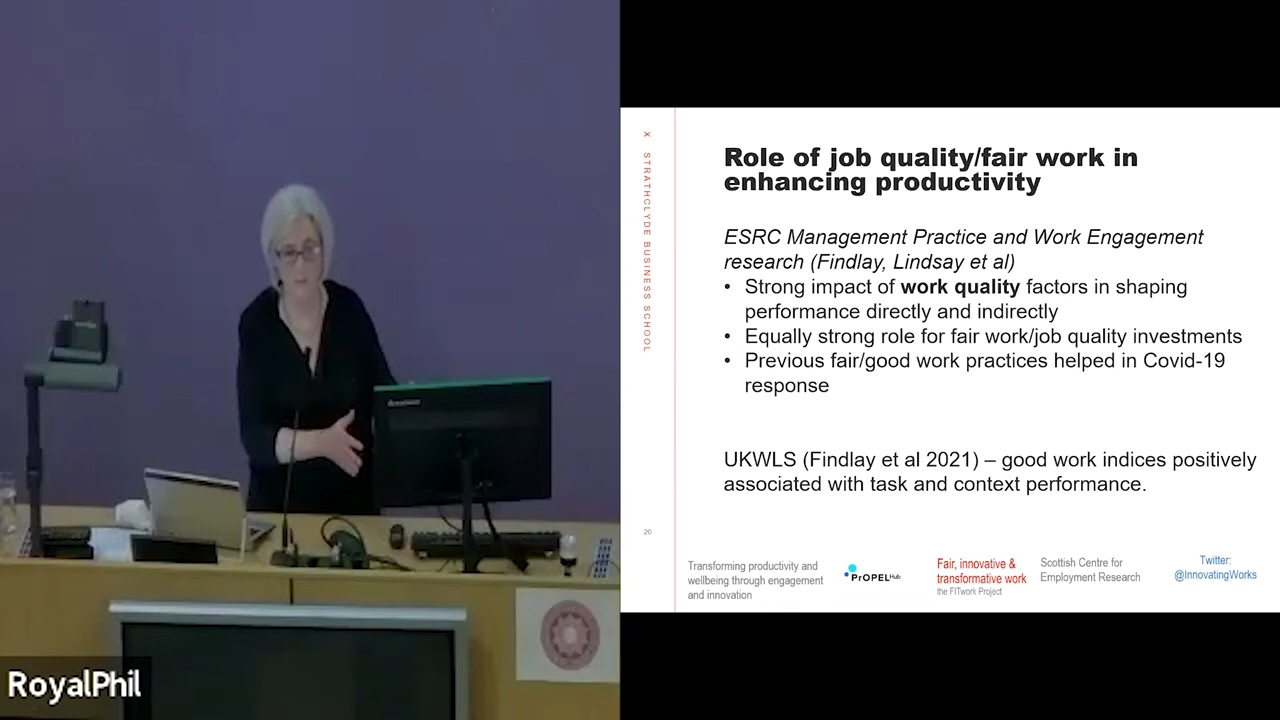 Role of job quality/fair work in
enhancing productivity
ESRC Management Practice and Work Engagement
research (Findlay, Lindsay et al)
• Strong impact of work quality factors in shaping
performance directly and indirectly
• Equally strong role for fair work/job quality investments
• Previous fair/good work practices helped in Covid-19
response
UKWLS (Findlay et al 2021) – good work indices positively
associated with task and context performance.
X STRATHCLYDE BUSINESS SCHOOL
20
Transforming productivity and
wellbeing through engagement
and innovation
PrOPEL Hub
Fair, innovative &
transformative work
the FITwork Project
Scottish Centre for
Employment Research
Twitter:
@InnovatingWorks
RoyalPhil